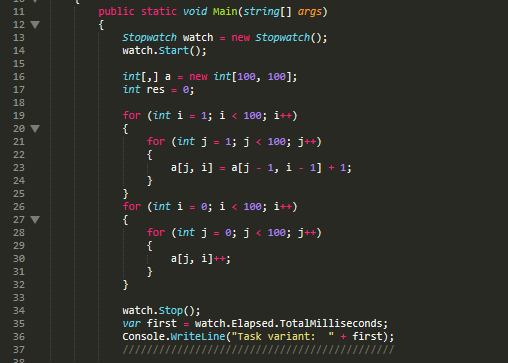 11 public static void Main(string[] args)
12 {
13 Stopwatch watch = new Stopwatch();
14 watch.Start();
15
16 int[,] a = new int[100, 100];
17 int res = 0;
18
19 for (int i = 1; i < 100; i++)
20 {
21 for (int j = 1; j < 100; j++)
22 {
23 a[j, i] = a[j - 1, i - 1] + 1;
24 }
25 }
26 for (int i = 0; i < 100; i++)
27 {
28 for (int j = 0; j < 100; j++)
29 {
30 a[j, i]++;
31 }
32 }
33
34 watch.Stop();
35 var first = watch.Elapsed.TotalMilliseconds;
36 Console.WriteLine("Task variant:  " + first);
37 /////////////////////////////////////////////